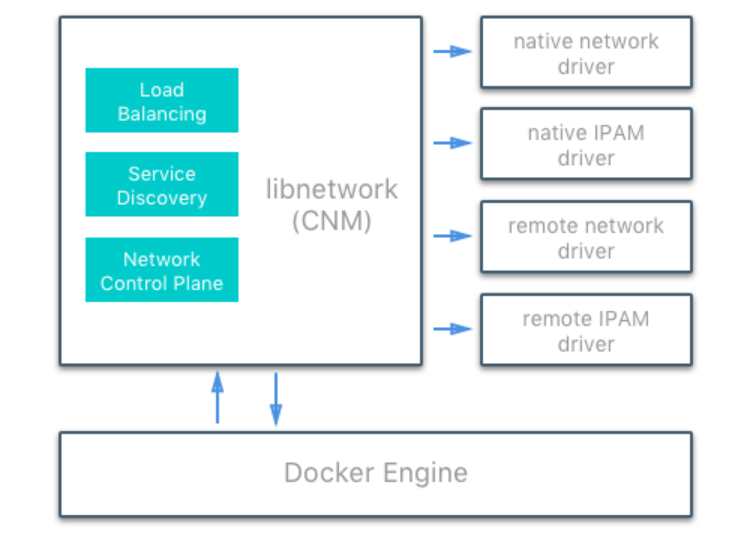 Load
Balancing
Service
Discovery
Network
Control Plane
libnetwork
(CNM)
native network
driver
native IPAM
driver
remote network
driver
remote IPAM
driver
Docker Engine